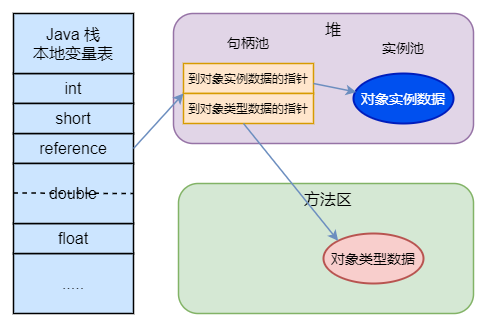 Java 栈
本地变量表
int
short
reference
double
float
.....
堆
句柄池
实例池
到对象实例数据的指针
到对象类型数据的指针
对象实例数据
方法区
对象类型数据